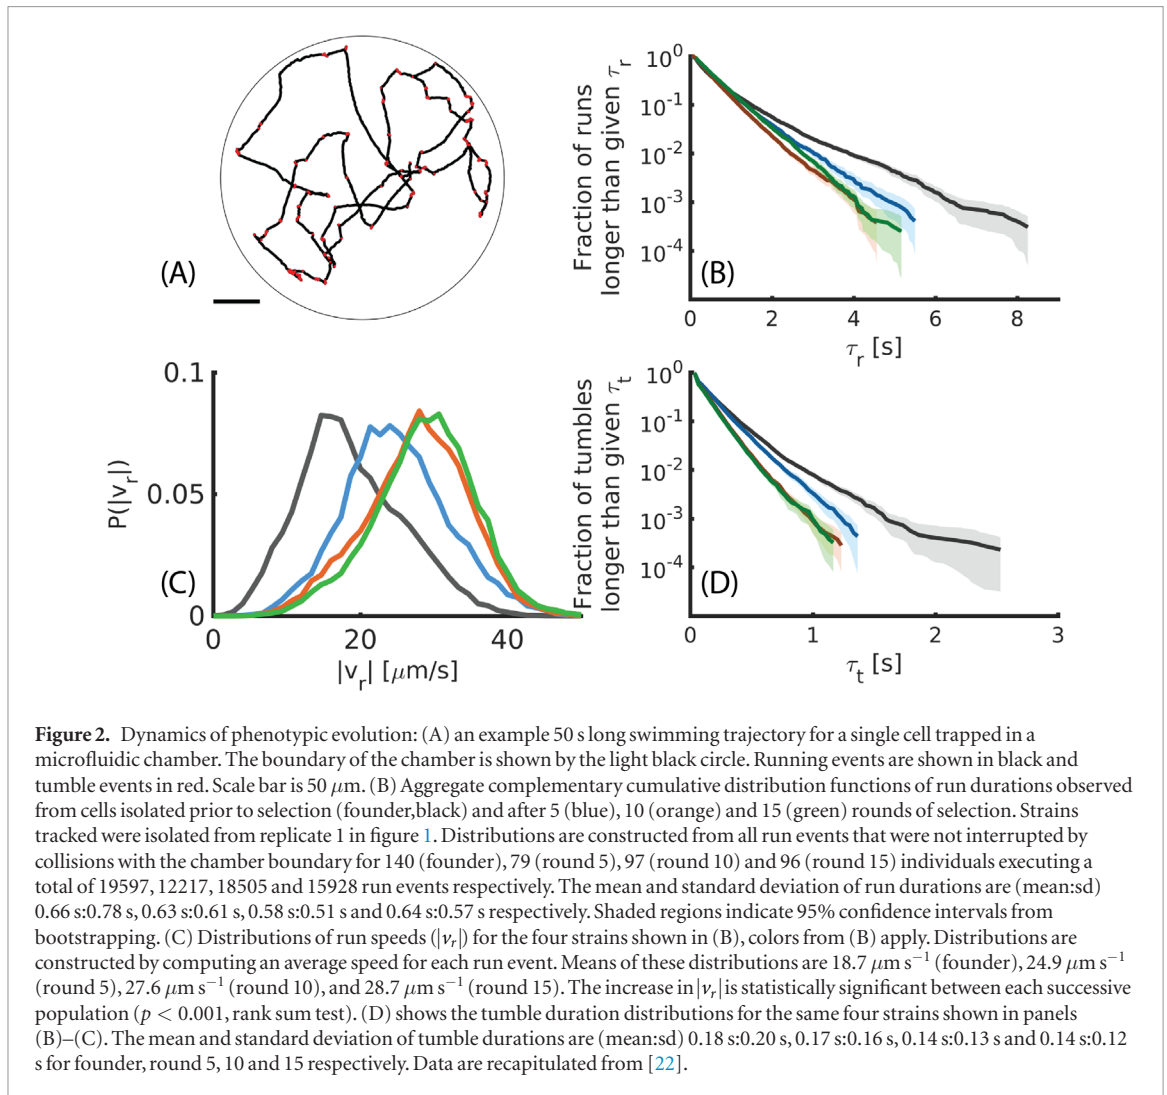 (A)
Fraction of runs
longer than given τr
10^0
10^-1
10^-2
10^-3
10^-4
(B)
0 2 4 6 8
τr [s]
P(|vr|)
0.1
0.05
0
(C)
0 20 40
|vr| [μm/s]
Fraction of tumbles
longer than given τt
10^0
10^-1
10^-2
10^-3
10^-4
(D)
0 1 2 3
τt [s]
Figure 2. Dynamics of phenotypic evolution: (A) an example 50 s long swimming trajectory for a single cell trapped in a
microfluidic chamber. The boundary of the chamber is shown by the light black circle. Running events are shown in black and
tumble events in red. Scale bar is 50 μm. (B) Aggregate complementary cumulative distribution functions of run durations observed
from cells isolated prior to selection (founder,black) and after 5 (blue), 10 (orange) and 15 (green) rounds of selection. Strains
tracked were isolated from replicate 1 in figure 1. Distributions are constructed from all run events that were not interrupted by
collisions with the chamber boundary for 140 (founder), 79 (round 5), 97 (round 10) and 96 (round 15) individuals executing a
total of 19597, 12217, 18505 and 15928 run events respectively. The mean and standard deviation of run durations are (mean:sd)
0.66 s:0.78 s, 0.63 s:0.61 s, 0.58 s:0.51 s and 0.64 s:0.57 s respectively. Shaded regions indicate 95% confidence intervals from
bootstrapping. (C) Distributions of run speeds (|vr|) for the four strains shown in (B), colors from (B) apply. Distributions are
constructed by computing an average speed for each run event. Means of these distributions are 18.7 μm s⁻¹ (founder), 24.9 μm s⁻¹
(round 5), 27.6 μm s⁻¹ (round 10), and 28.7 μm s⁻¹ (round 15). The increase in |vr| is statistically significant between each successive
population (p < 0.001, rank sum test). (D) shows the tumble duration distributions for the same four strains shown in panels
(B)–(C). The mean and standard deviation of tumble durations are (mean:sd) 0.18 s:0.20 s, 0.17 s:0.16 s, 0.14 s:0.13 s and 0.14 s:0.12
s for founder, round 5, 10 and 15 respectively. Data are recapitulated from [22].